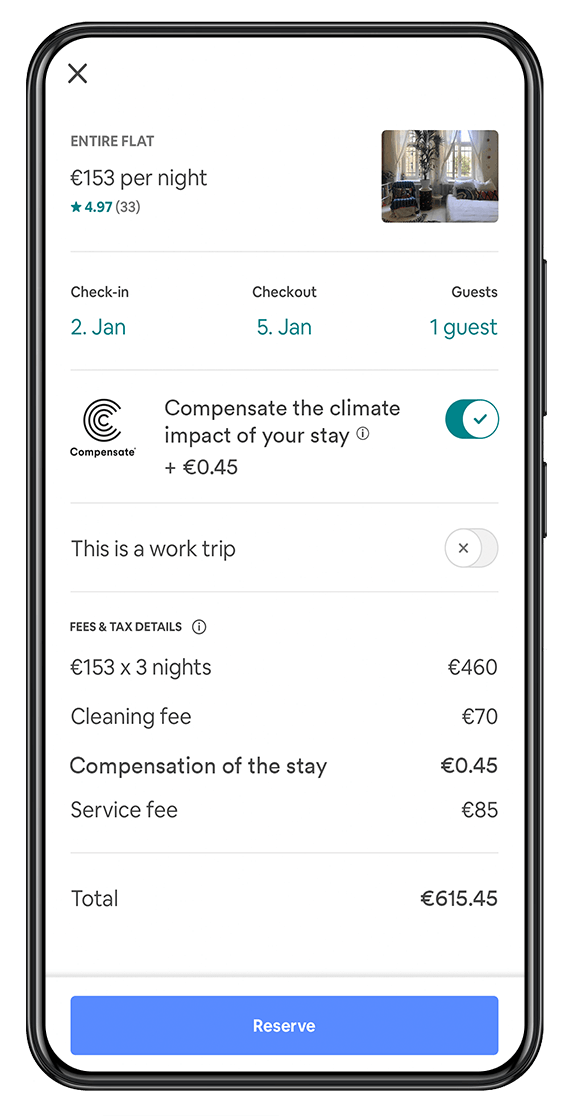 ENTIRE FLAT
€153 per night
★ 4.97 (33)
Check-in Checkout Guests
2. Jan 5. Jan 1 guest
Compensate the climate
impact of your stay ⓘ
+ €0.45
Compensate®
This is a work trip
FEES & TAX DETAILS ⓘ
€153 x 3 nights €460
Cleaning fee €70
Compensation of the stay €0.45
Service fee €85
Total €615.45
Reserve